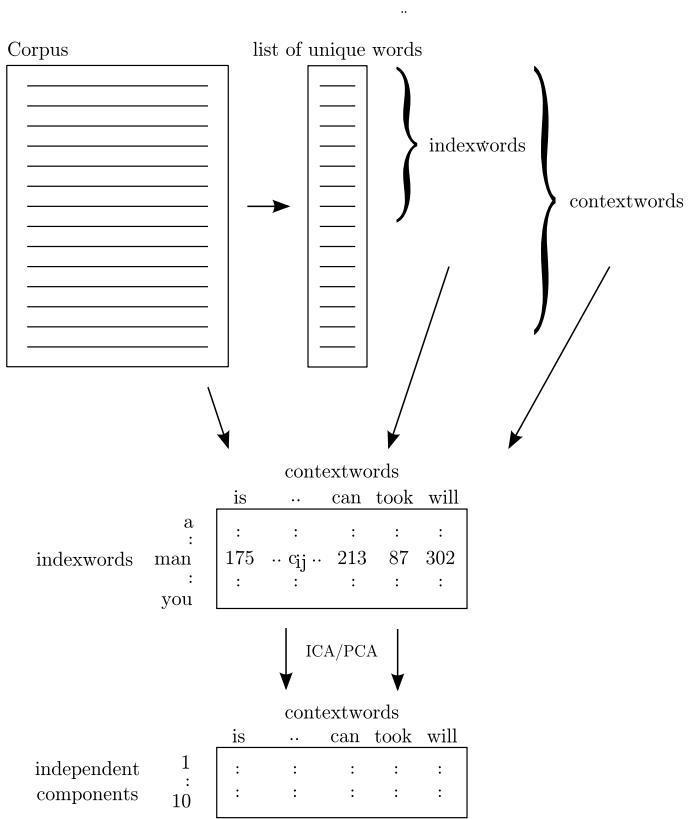 ..
Corpus
list of unique words
indexwords
contextwords
contextwords
is .. can took will
a
: : : : : :
indexwords man 175 .. cij .. 213 87 302
: : : : : :
you
ICA/PCA
contextwords
is .. can took will
independent 1 : : : : :
:
components : : : : :
10